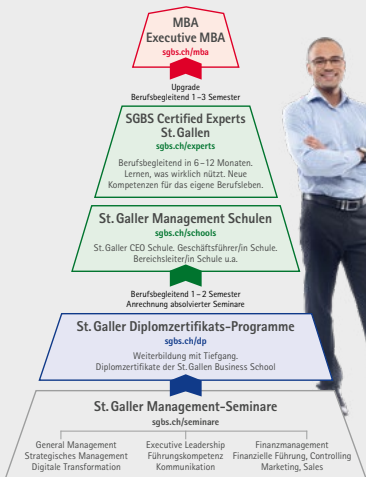 MBA
Executive MBA
sgbs.ch/mba
Upgrade
Berufsbegleitend 1–3 Semester
SGBS Certified Experts
St. Gallen
sgbs.ch/experts
Berufsbegleitend in 6–12 Monaten.
Lernen, was wirklich nützt. Neue
Kompetenzen für das eigene Berufsleben.
St. Galler Management Schulen
sgbs.ch/schools
St. Galler CEO Schule. Geschäftsführer/in Schule.
Bereichsleiter/in Schule u.a.
Berufsbegleitend 1–2 Semester
Anrechnung absolvierter Seminare
St. Galler Diplomzertifikats-Programme
sgbs.ch/dp
Weiterbildung mit Tiefgang.
Diplomzertifikate der St. Gallen Business School
St. Galler Management-Seminare
sgbs.ch/seminare
General Management
Strategisches Management
Digitale Transformation
Executive Leadership
Führungskompetenz
Kommunikation
Finanzmanagement
Finanzielle Führung, Controlling
Marketing, Sales